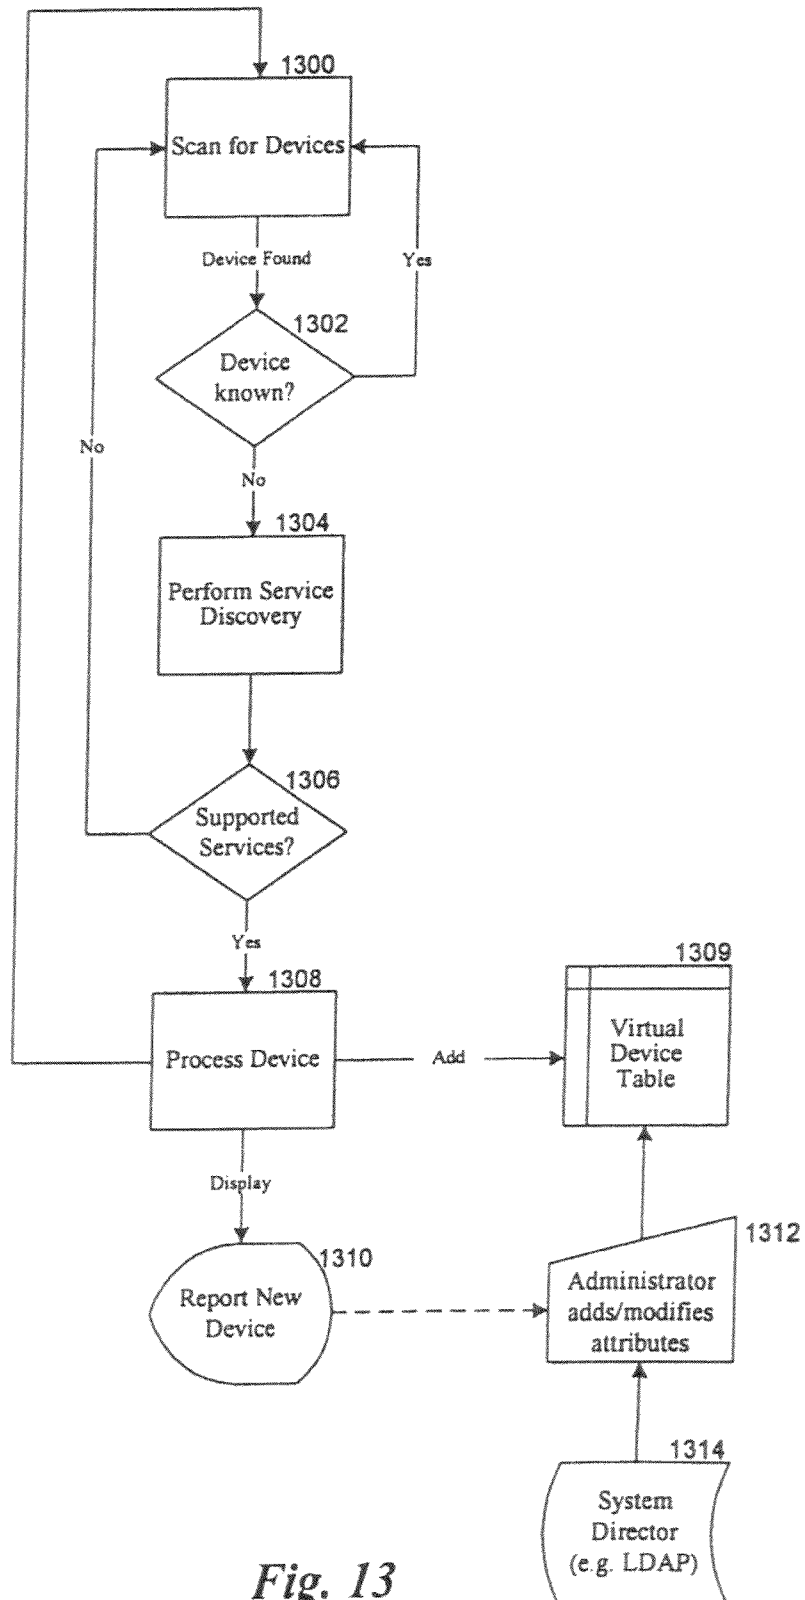 1300
Scan for Devices
Device Found
Yes
1302
Device
known?
No
No
1304
Perform Service
Discovery
1306
Supported
Services?
Yes
1308
Process Device
Add
1309
Virtual
Device
Table
Display
1310
Report New
Device
1312
Administrator
adds/modifies
attributes
1314
System
Director
(e.g. LDAP)
Fig. 13